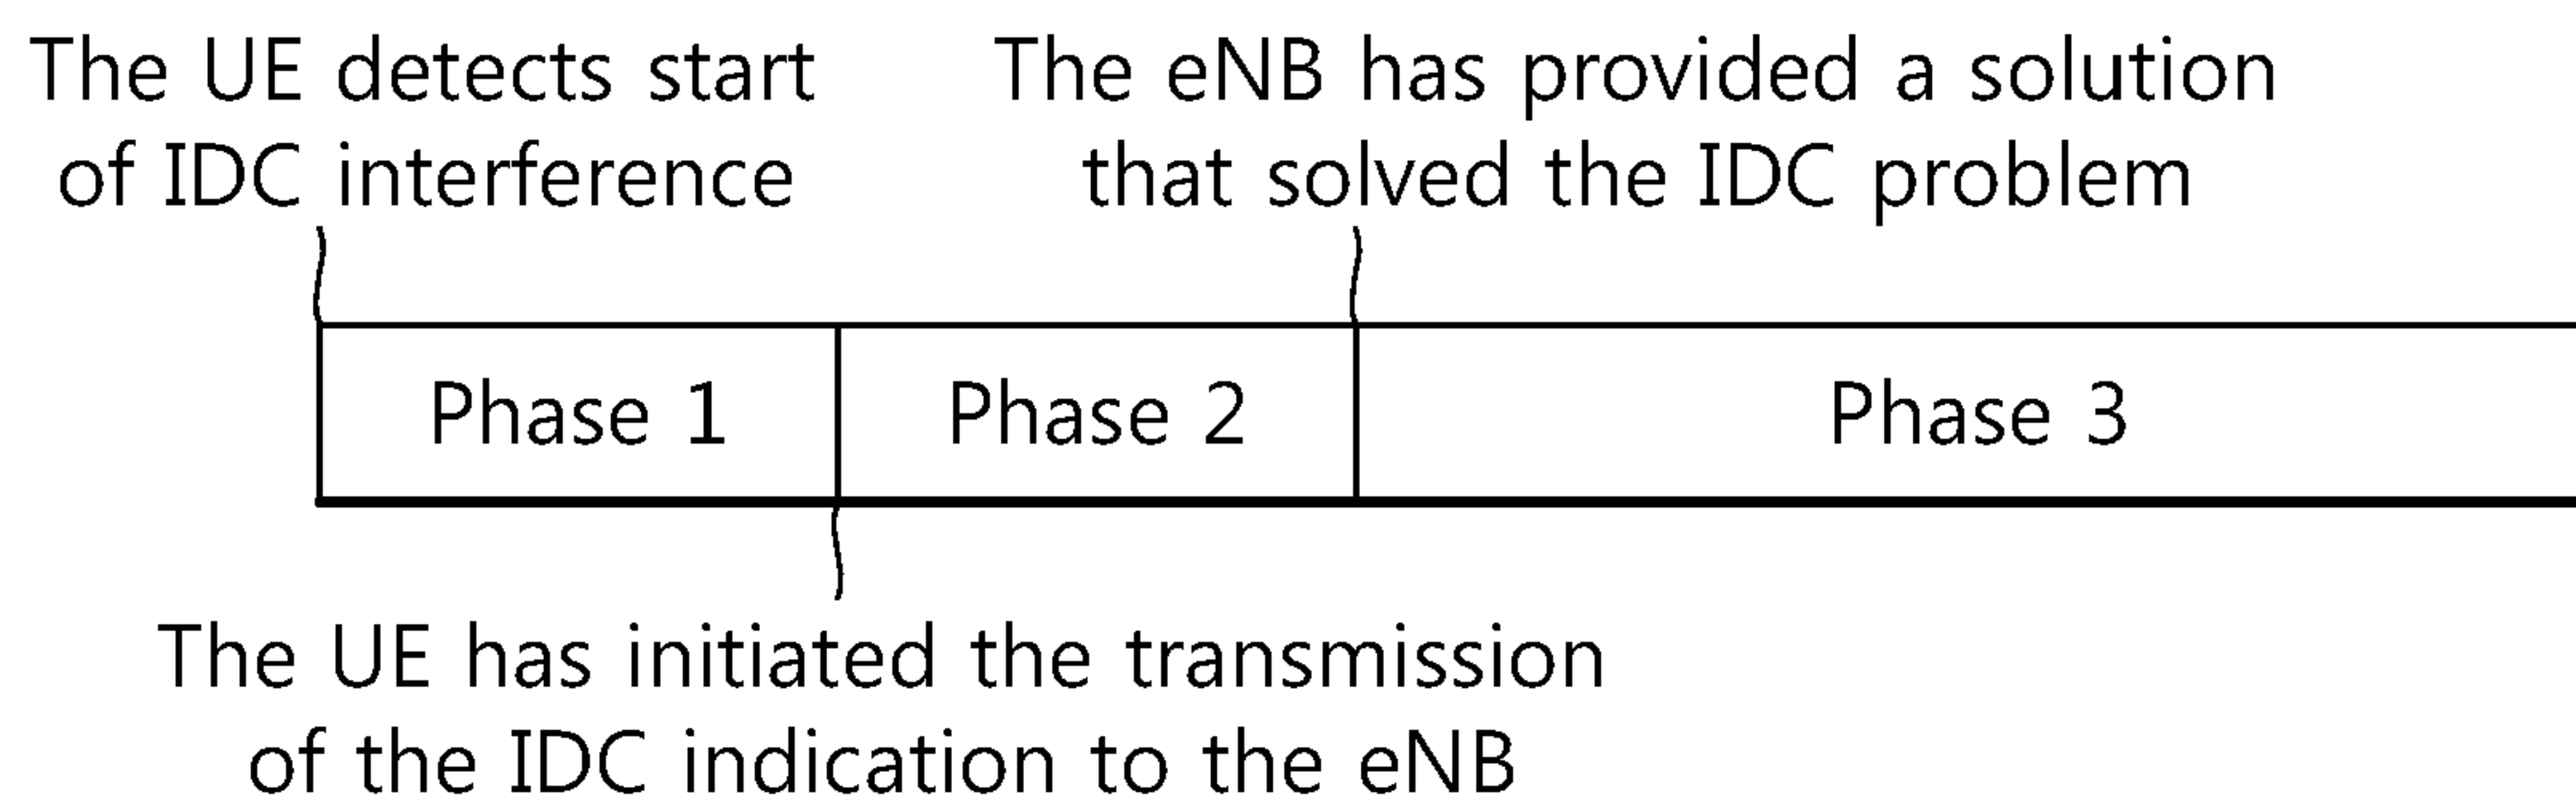 The UE detects start
of IDC interference
The eNB has provided a solution
that solved the IDC problem
Phase 1
Phase 2
Phase 3
The UE has initiated the transmission
of the IDC indication to the eNB